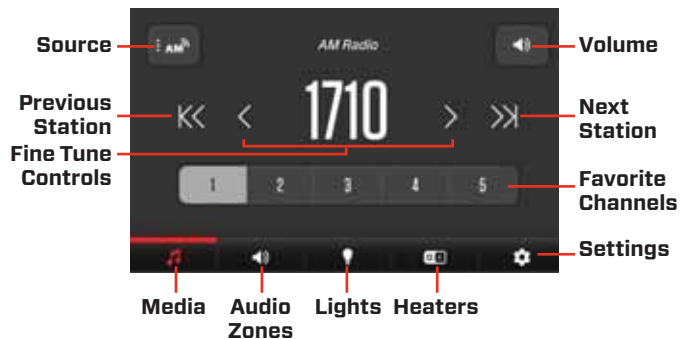 Source
AM
AM Radio
Volume
Previous
Station
1710
Next
Station
Fine Tune
Controls
1 2 3 4 5
Favorite
Channels
Settings
Media
Audio
Zones
Lights
Heaters